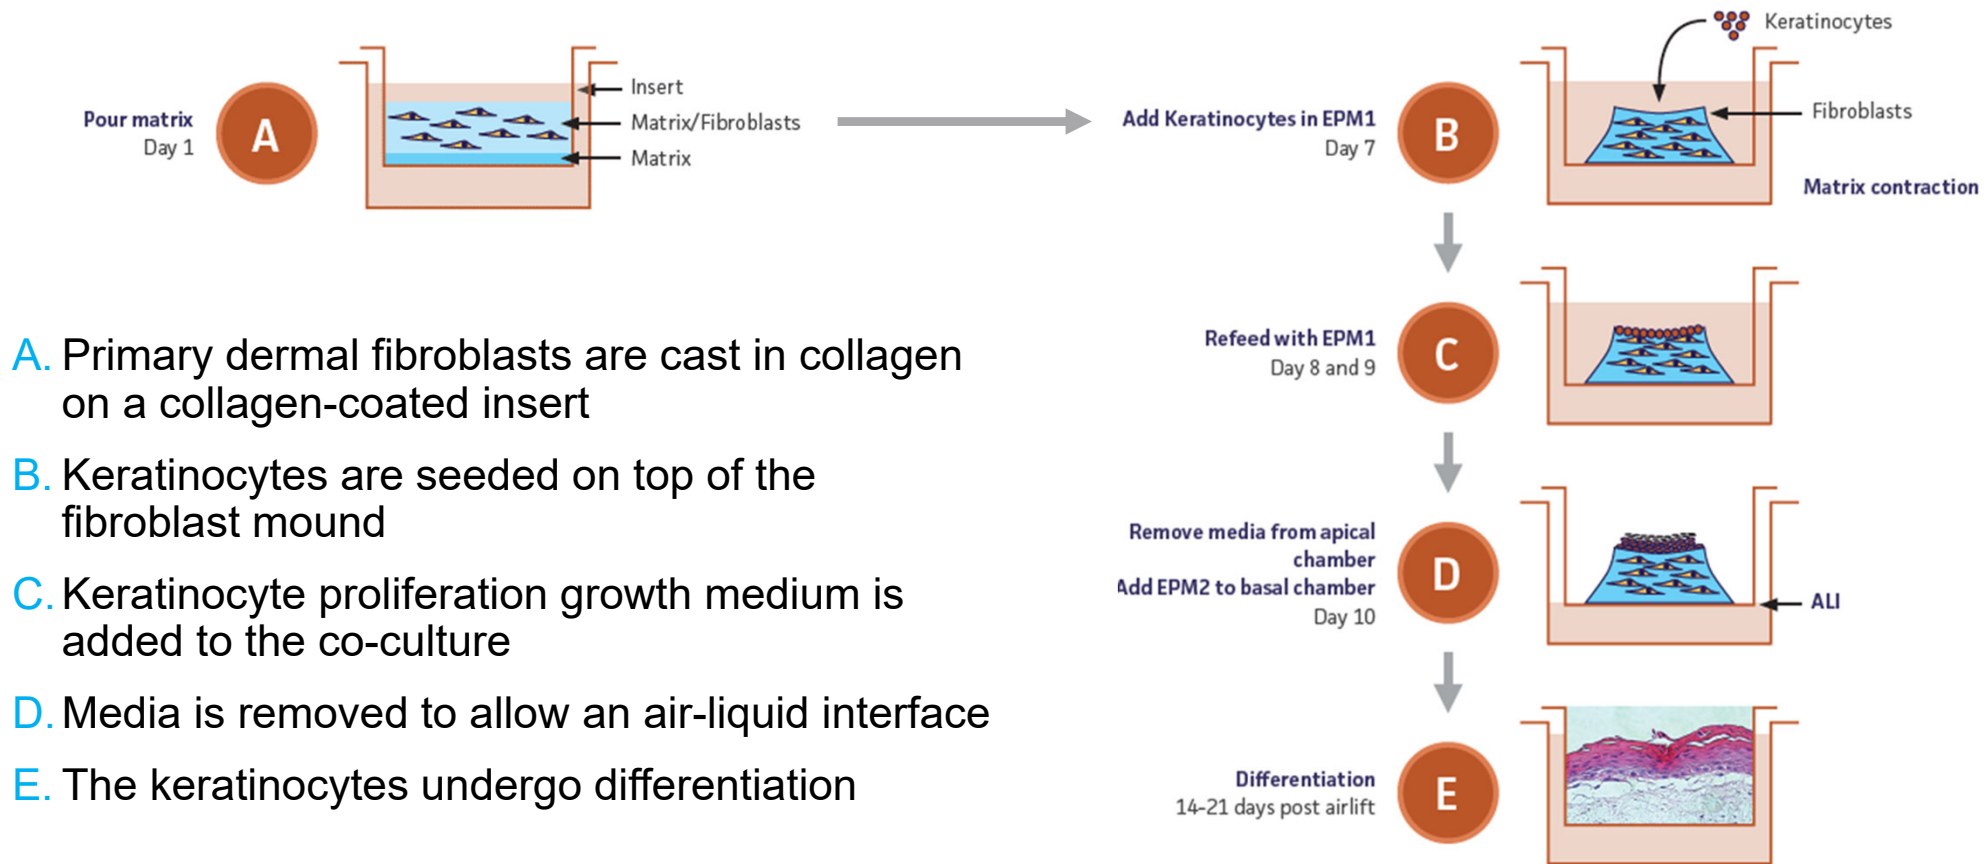 Pour matrix
Day 1
A
Insert
Matrix/Fibroblasts
Matrix
Add Keratinocytes in EPM1
Day 7
B
Keratinocytes
Fibroblasts
Matrix contraction
Refeed with EPM1
Day 8 and 9
C
Remove media from apical
chamber
Add EPM2 to basal chamber
Day 10
D
ALI
Differentiation
14-21 days post airlift
E
A. Primary dermal fibroblasts are cast in collagen
on a collagen-coated insert
B. Keratinocytes are seeded on top of the
fibroblast mound
C. Keratinocyte proliferation growth medium is
added to the co-culture
D. Media is removed to allow an air-liquid interface
E. The keratinocytes undergo differentiation